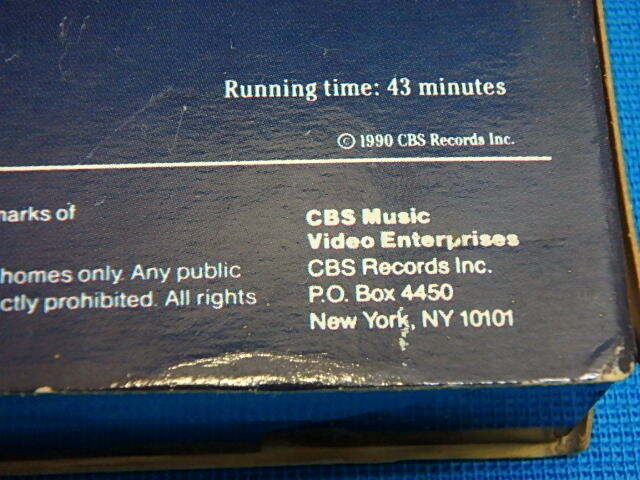 Running time: 43 minutes
© 1990 CBS Records Inc.
marks of
homes only. Any public
ctly prohibited. All rights
CBS Music
Video Enterprises
CBS Records Inc.
P.O. Box 4450
New York, NY 10101